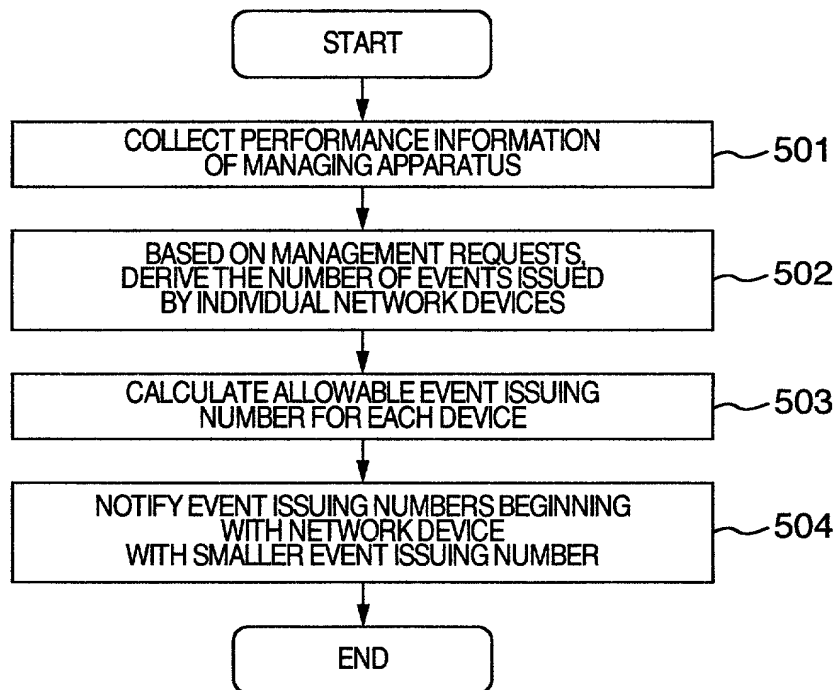 START
COLLECT PERFORMANCE INFORMATION
OF MANAGING APPARATUS
501
BASED ON MANAGEMENT REQUESTS,
DERIVE THE NUMBER OF EVENTS ISSUED
BY INDIVIDUAL NETWORK DEVICES
502
CALCULATE ALLOWABLE EVENT ISSUING
NUMBER FOR EACH DEVICE
503
NOTIFY EVENT ISSUING NUMBERS BEGINNING
WITH NETWORK DEVICE
WITH SMALLER EVENT ISSUING NUMBER
504
END